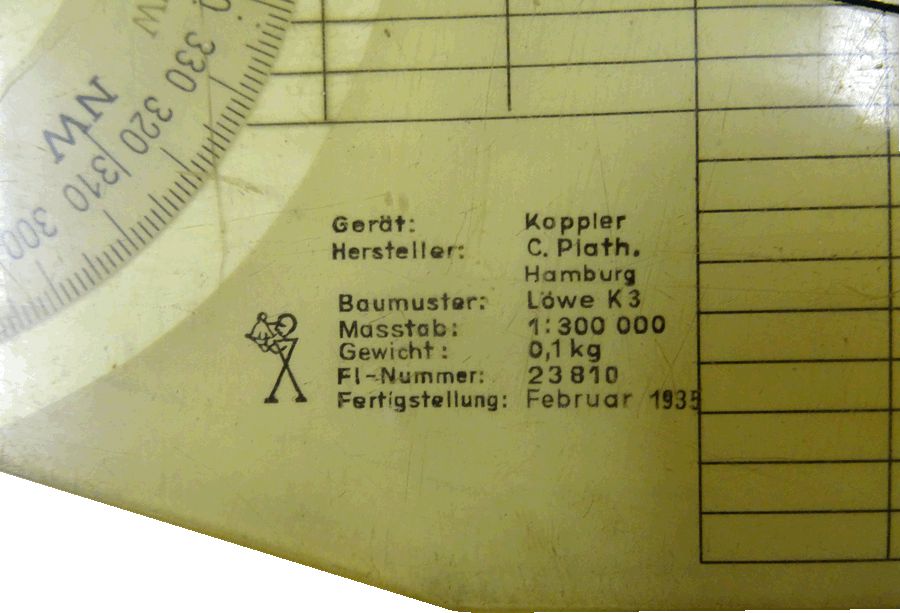 W
330
NW
320
310
300
Gerät: Koppler
Hersteller: C. Plath.
Hamburg
Baumuster: Löwe K3
Masstab: 1:300 000
Gewicht: 0,1 kg
Fl-Nummer: 23810
Fertigstellung: Februar 1935